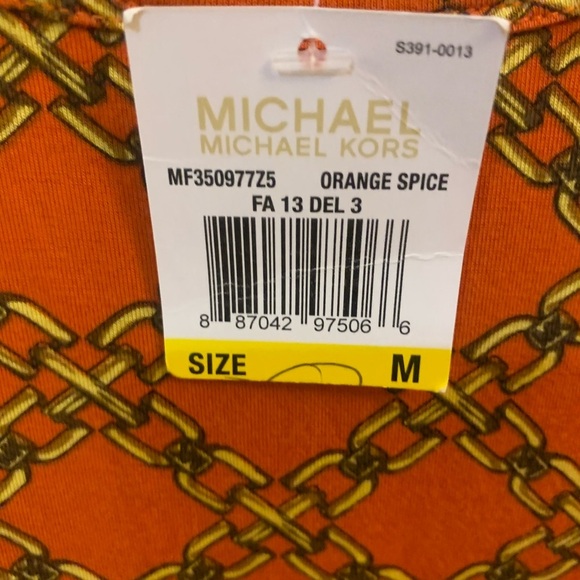 S391-0013
MICHAEL
MICHAEL KORS
MF350977Z5 ORANGE SPICE
FA 13 DEL 3
8 87042 97506 6
SIZE M